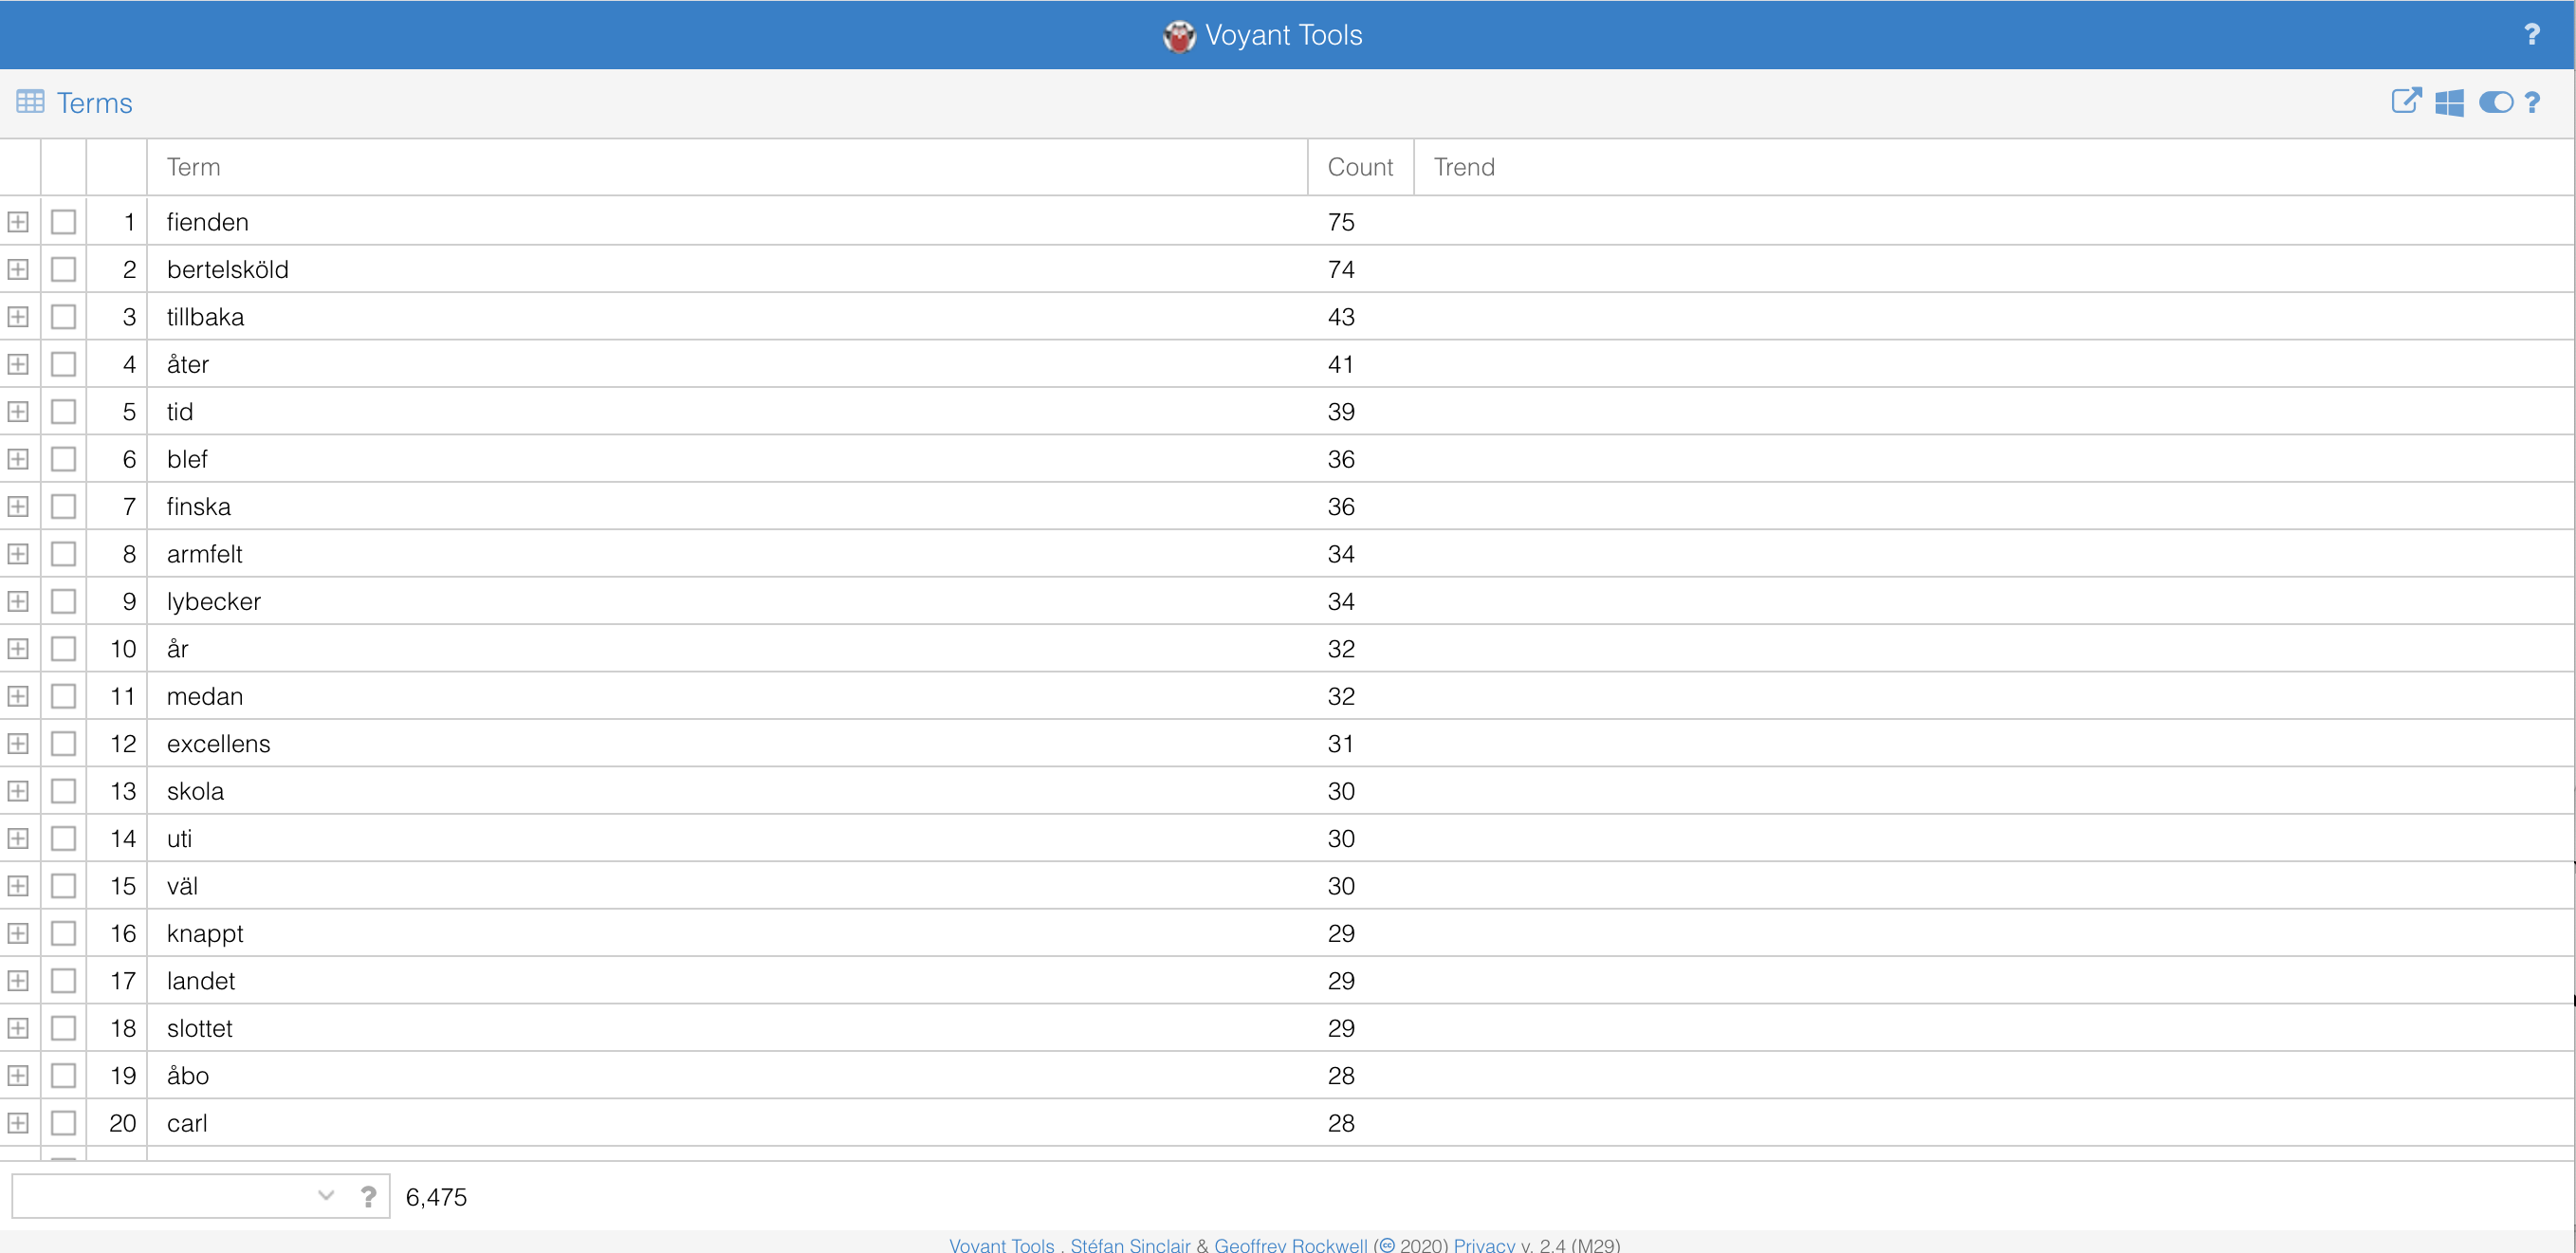 Voyant Tools ?
Terms ?
Term Count Trend
1 fienden 75
2 bertelsköld 74
3 tillbaka 43
4 åter 41
5 tid 39
6 blef 36
7 finska 36
8 armfelt 34
9 lybecker 34
10 år 32
11 medan 32
12 excellens 31
13 skola 30
14 uti 30
15 väl 30
16 knappt 29
17 landet 29
18 slottet 29
19 åbo 28
20 carl 28
? 6,475
Voyant Tools , Stéfan Sinclair & Geoffrey Rockwell (🅭 2020) Privacy v. 2.4 (M29)